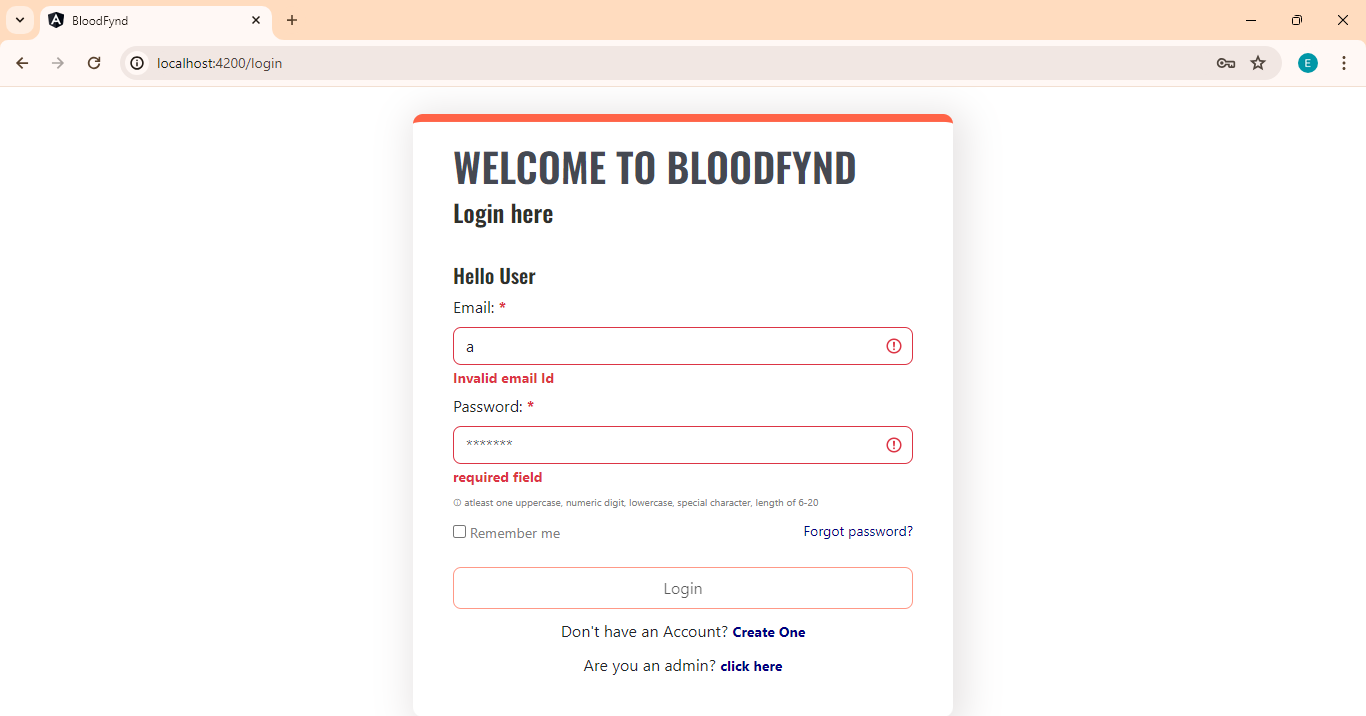 BloodFynd
localhost:4200/login
E
WELCOME TO BLOODFYND
Login here
Hello User
Email: *
a
Invalid email Id
Password: *
*******
required field
atleast one uppercase, numeric digit, lowercase, special character, length of 6-20
Remember me Forgot password?
Login
Don't have an Account? Create One
Are you an admin? click here